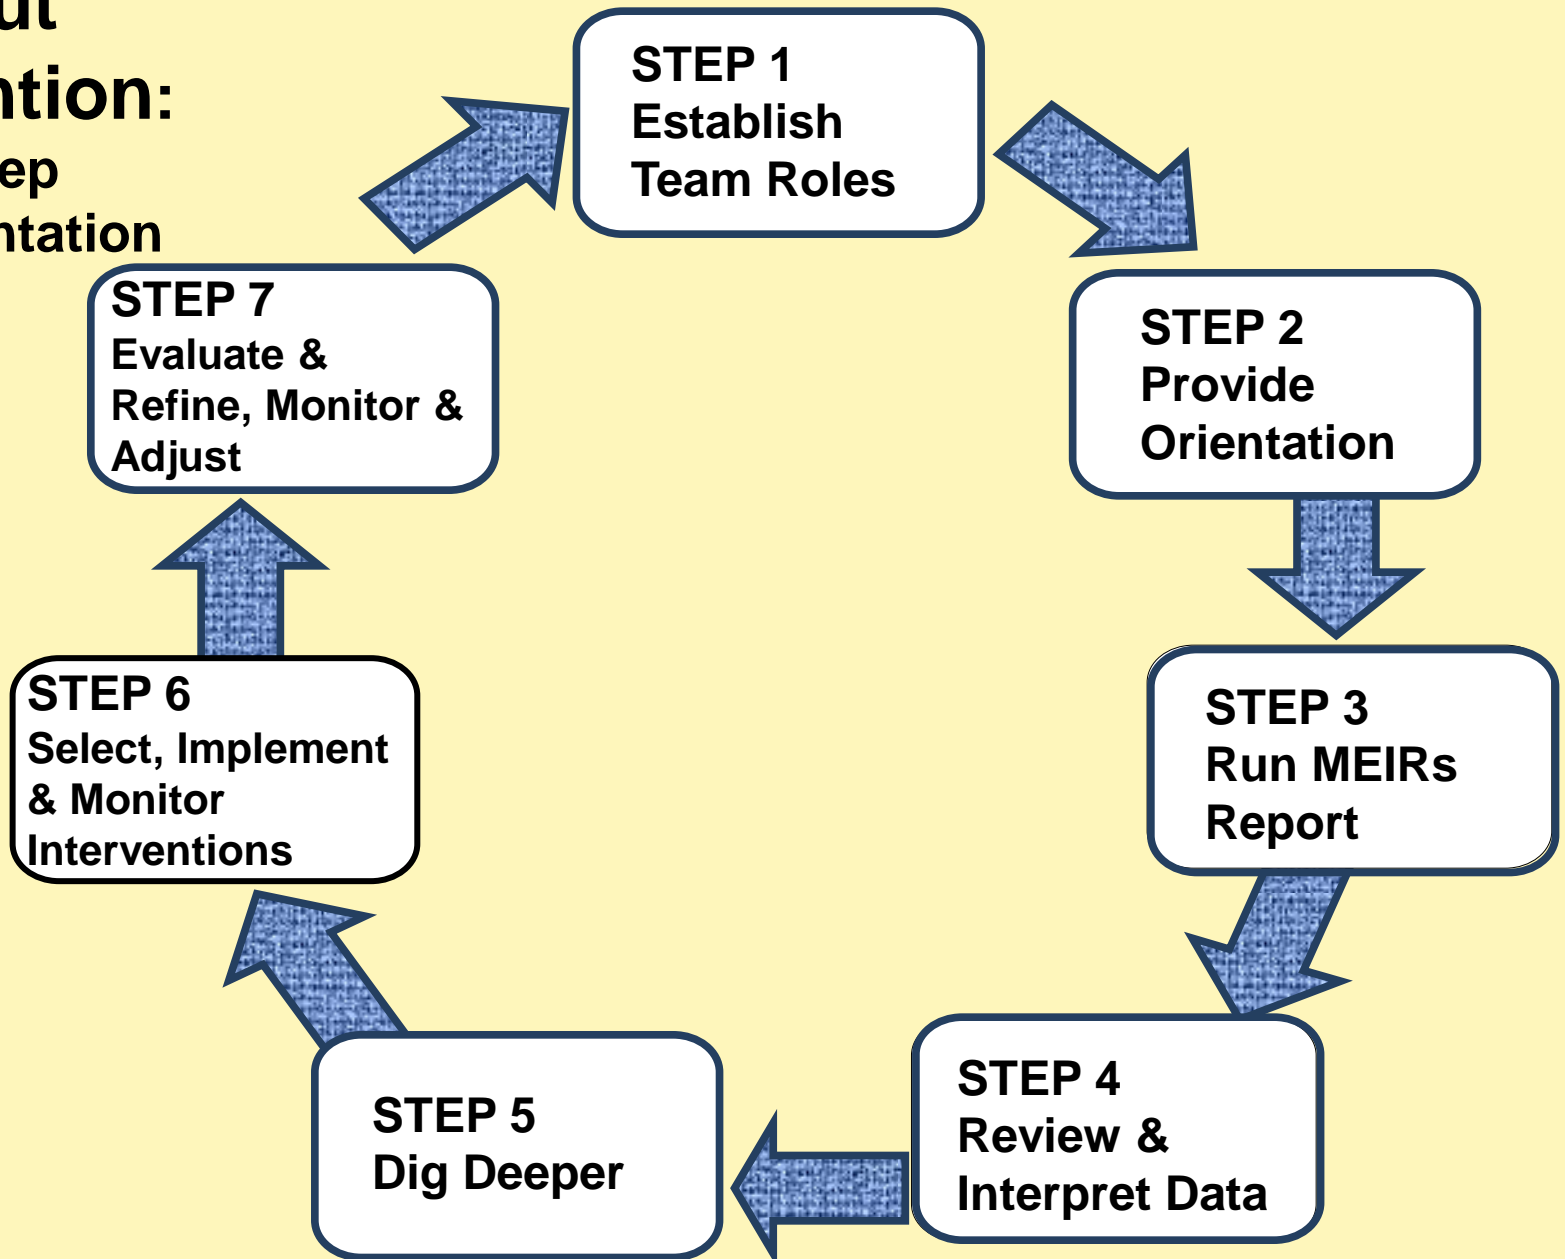 ut
ntion:
ep
ntation
STEP 1
Establish
Team Roles
STEP 2
Provide
Orientation
STEP 3
Run MEIRs
Report
STEP 4
Review &
Interpret Data
STEP 5
Dig Deeper
STEP 6
Select, Implement
& Monitor
Interventions
STEP 7
Evaluate &
Refine, Monitor &
Adjust